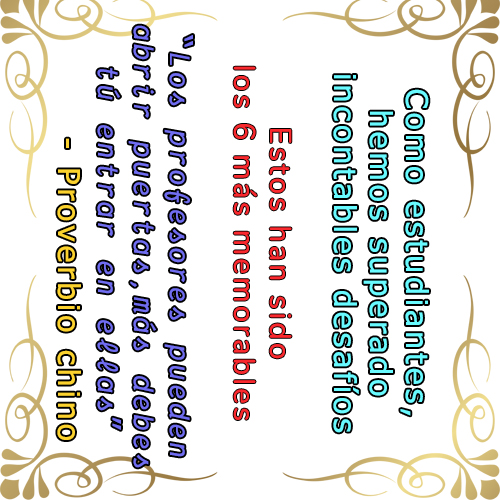 Como estudiantes,
hemos superado
incontables desafíos
Estos han sido
los 6 más memorables
“Los profesores pueden
abrir puertas, más debes
tú entrar en ellas”
- Proverbio chino